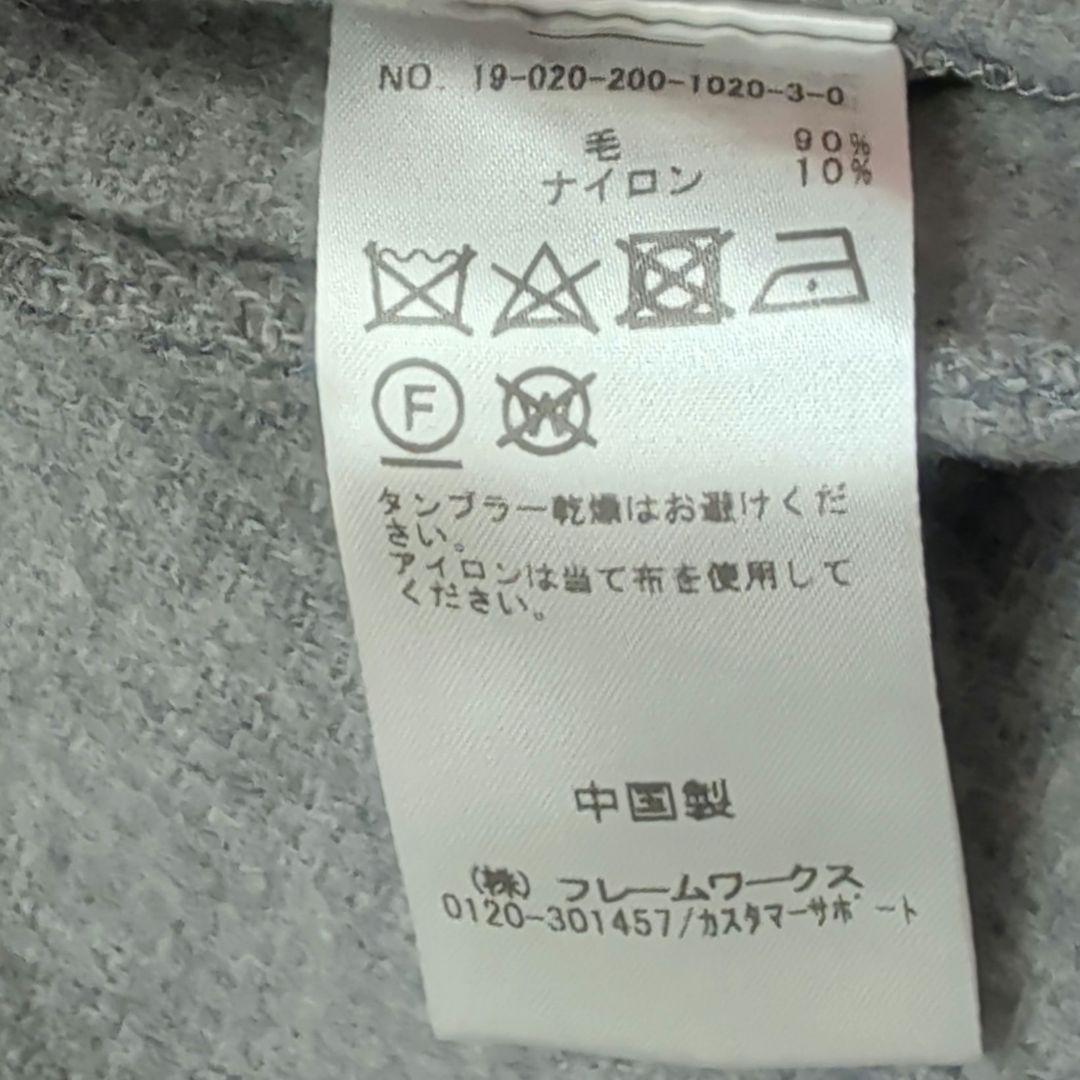 NO. 19-020-200-1020-3-0
毛 90%
ナイロン 10%
F
W
タンブラー乾燥はお避けくだ
さい。
アイロンは当て布を使用して
ください。
中国製
(株) フレームワークス
0120-301457/カスタマーサポート